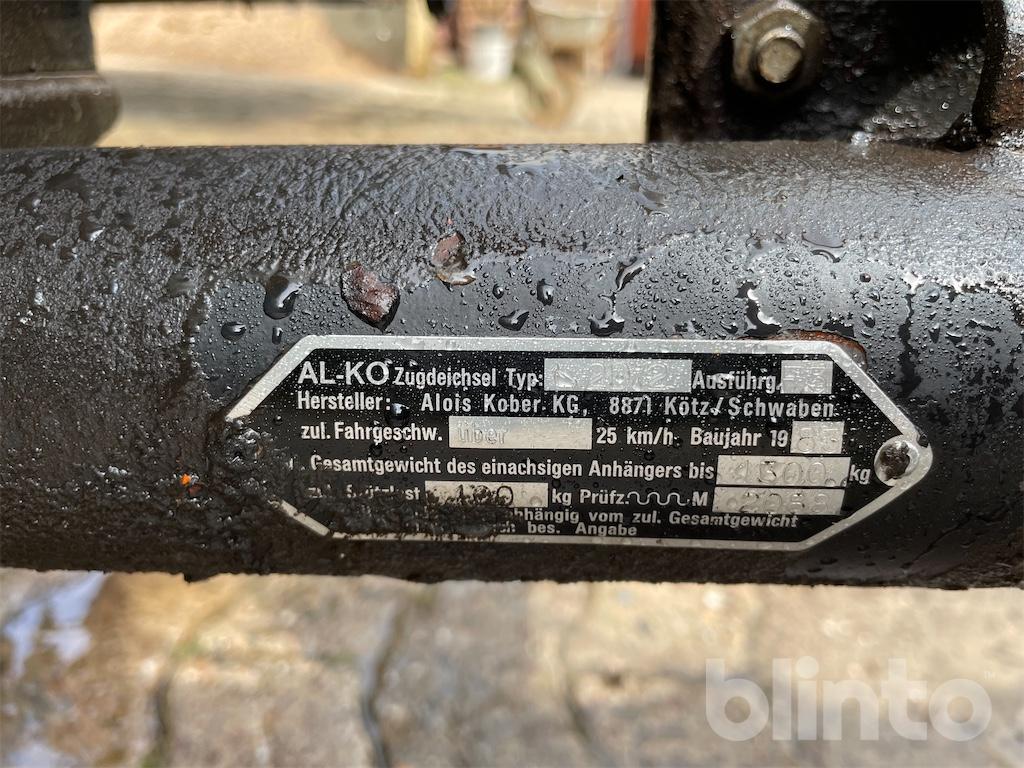 AL-KO Zugdeichsel Typ: Ausführg.
Hersteller: Alois Kober KG, 8871 Kötz/Schwaben
zul. Fahrgeschw. über 25 km/h. Baujahr 19
Gesamtgewicht des einachsigen Anhängers bis 1300 kg
kg Prüfz. M
vom zul. Gesamtgewicht
bes. Angabe
blinto